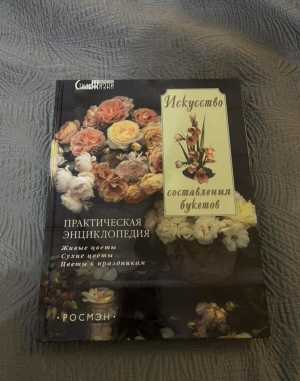 Искусство
составления
букетов
ПРАКТИЧЕСКАЯ
ЭНЦИКЛОПЕДИЯ
Живые цветы
Сухие цветы
Цветы к праздникам
·РОСМЭН·